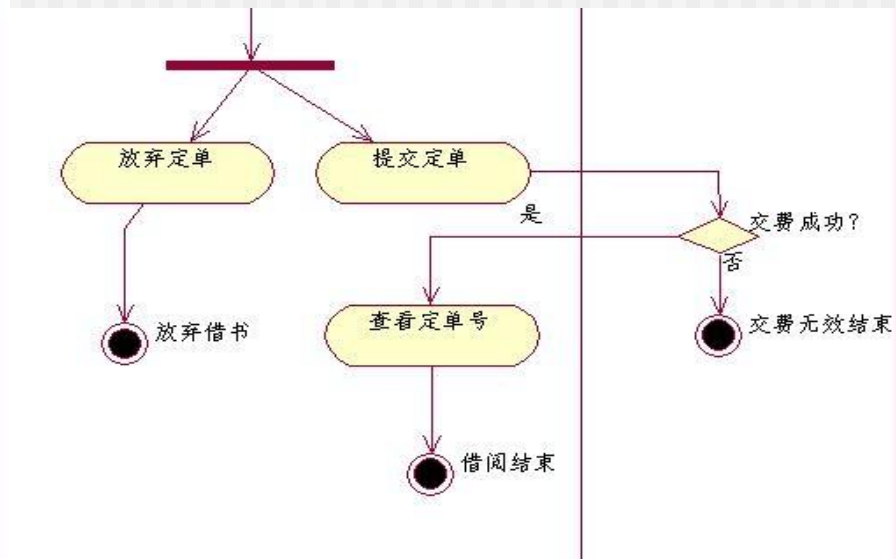 放弃定单
提交定单
是
交费成功?
否
查看定单号
交费无效结束
放弃借书
借阅结束